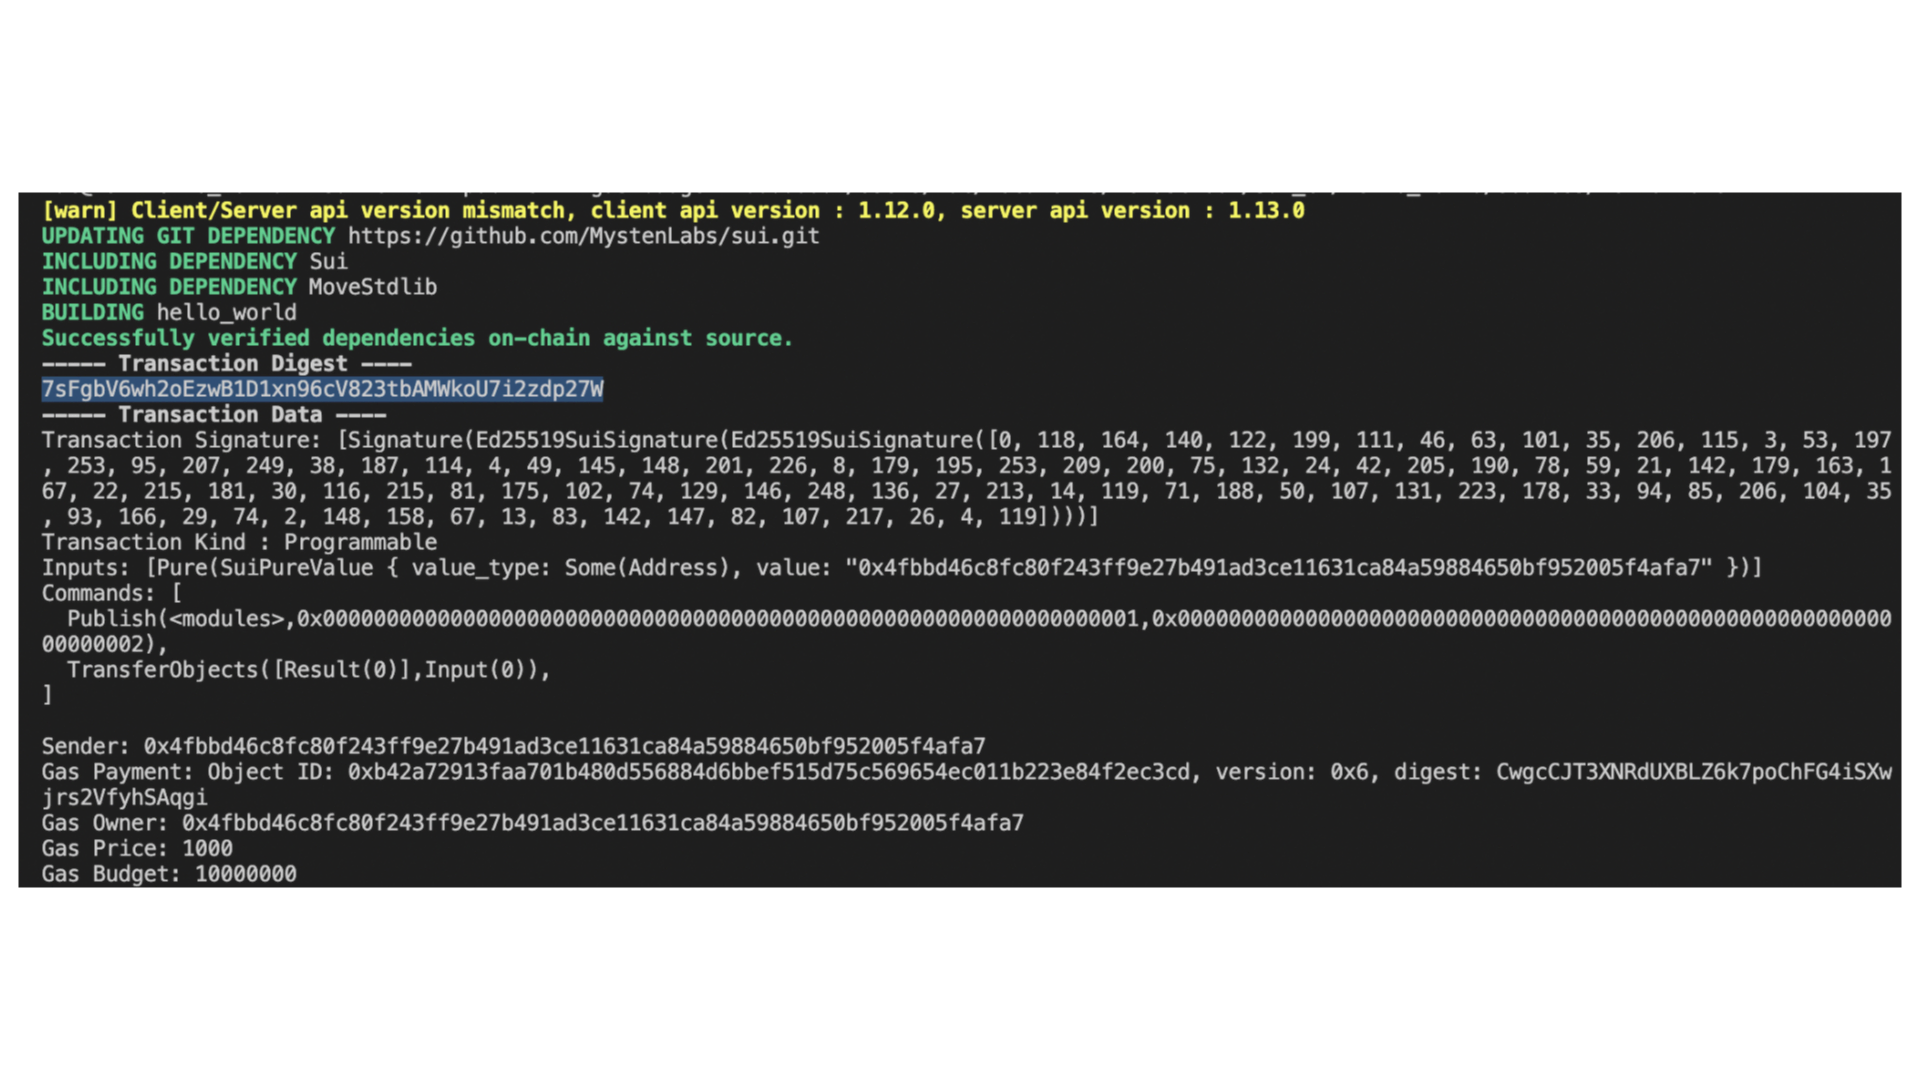 [warn] Client/Server api version mismatch, client api version : 1.12.0, server api version : 1.13.0
UPDATING GIT DEPENDENCY https://github.com/MystenLabs/sui.git
INCLUDING DEPENDENCY Sui
INCLUDING DEPENDENCY MoveStdlib
BUILDING hello_world
Successfully verified dependencies on-chain against source.
----- Transaction Digest ----
7sFgbV6wh2oEzwB1D1xn96cV823tbAMWkoU7i2zdp27W
----- Transaction Data ----
Transaction Signature: [Signature(Ed25519SuiSignature(Ed25519SuiSignature([0, 118, 164, 140, 122, 199, 111, 46, 63, 101, 35, 206, 115, 3, 53, 197
, 253, 95, 207, 249, 38, 187, 114, 4, 49, 145, 148, 201, 226, 8, 179, 195, 253, 209, 200, 75, 132, 24, 42, 205, 190, 78, 59, 21, 142, 179, 163, 1
67, 22, 215, 181, 30, 116, 215, 81, 175, 102, 74, 129, 146, 248, 136, 27, 213, 14, 119, 71, 188, 50, 107, 131, 223, 178, 33, 94, 85, 206, 104, 35
, 93, 166, 29, 74, 2, 148, 158, 67, 13, 83, 142, 147, 82, 107, 217, 26, 4, 119]))))]
Transaction Kind : Programmable
Inputs: [Pure(SuiPureValue { value_type: Some(Address), value: "0x4fbbd46c8fc80f243ff9e27b491ad3ce11631ca84a59884650bf952005f4afa7" })]
Commands: [
Publish(<modules>,0x0000000000000000000000000000000000000000000000000000000000000001,0x00000000000000000000000000000000000000000000000000000000
00000002),
TransferObjects([Result(0)],Input(0)),
]
Sender: 0x4fbbd46c8fc80f243ff9e27b491ad3ce11631ca84a59884650bf952005f4afa7
Gas Payment: Object ID: 0xb42a72913faa701b480d556884d6bbef515d75c569654ec011b223e84f2ec3cd, version: 0x6, digest: CwgcCJT3XNRdUXBLZ6k7poChFG4iSXw
jrs2VfyhSAqgi
Gas Owner: 0x4fbbd46c8fc80f243ff9e27b491ad3ce11631ca84a59884650bf952005f4afa7
Gas Price: 1000
Gas Budget: 10000000